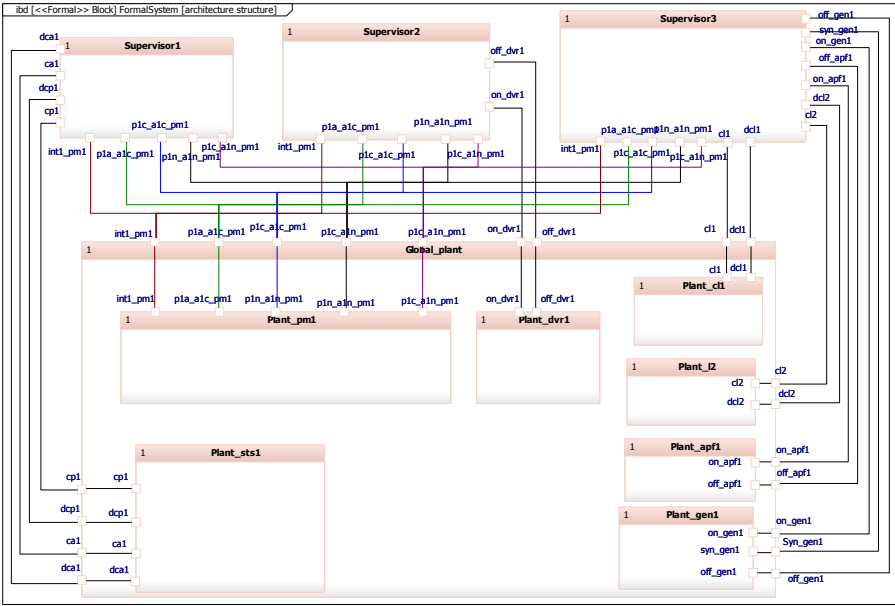 ibd [<<Formal>> Block] FormalSystem [architecture structure]
off_gen1
syn_gen1
on_gen1
off_apf1
on_apf1
dcl2
cl2
1 Supervisor1
dca1
ca1
dcp1
cp1
Supervisor2
off_dvr1
on_dvr1
1 Supervisor3
int1_pm1
p1a_a1c_pm1
p1c_a1c_pm1
p1n_a1n_pm1
p1c_a1n_pm1
int1_pm1
p1a_a1c_pm1
p1c_a1c_pm1
p1n_a1n_pm1
p1c_a1n_pm1
int1_pm1
p1a_a1c_pm1
p1c_a1c_pm1
p1n_a1n_pm1
p1c_a1n_pm1
cl1
dcl1
int1_pm1
p1a_a1c_pm1
p1c_a1c_pm1
p1c_a1n_pm1
p1c_a1n_pm1
on_dvr1
off_dvr1
cl1
dcl1
1 Global_plant
int1_pm1
p1a_a1c_pm1
p1n_a1n_pm1
p1n_a1n_pm1
p1c_a1n_pm1
on_dvr1
off_dvr1
cl1
dcl1
1 Plant_cl1
1 Plant_pm1
1 Plant_dvr1
1 Plant_l2
cl2
cl2
dcl2
dcl2
1 Plant_apf1
on_apf1
on_apf1
off_apf1
off_apf1
1 Plant_sts1
cp1
cp1
dcp1
dcp1
ca1
ca1
dca1
dca1
1 Plant_gen1
on_gen1
on_gen1
syn_gen1
Syn_gen1
off_gen1
off_gen1